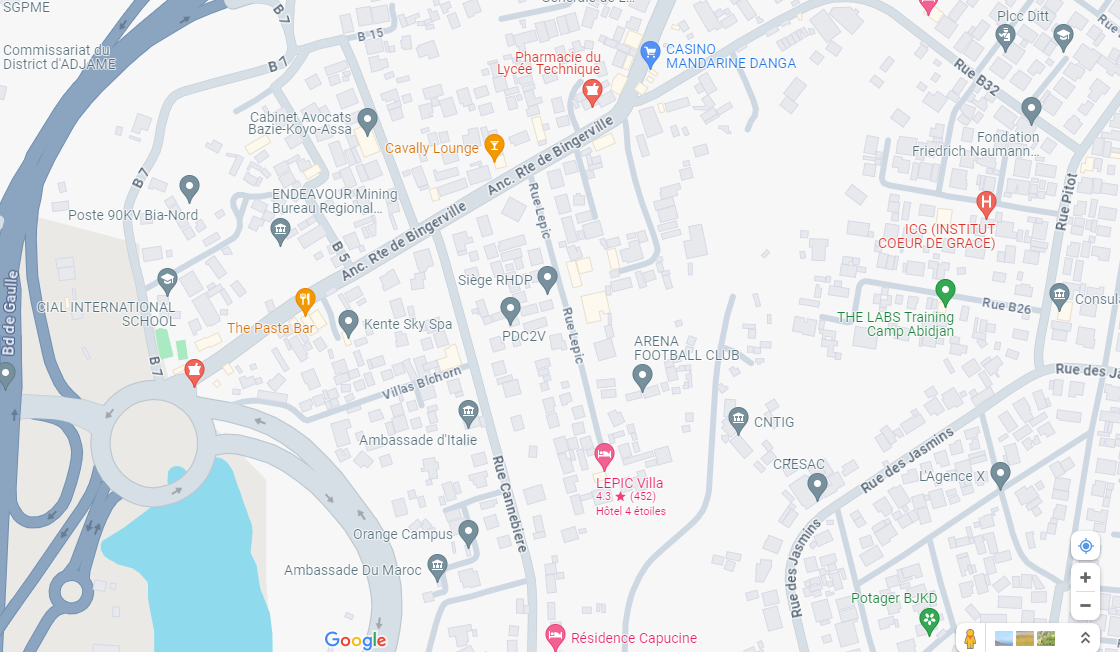 SGPME
B 7
B 15
Plcc Ditt
Commissariat du
District d'ADJAME
B 7
Pharmacie du
Lycée Technique
CASINO
MANDARINE DANGA
Rue B32
Cabinet Avocats
Bazie-Koyo-Assa
Cavally Lounge
Anc. Rte de Bingerville
Fondation
Friedrich Naumann...
B 7
ENDEAVOUR Mining
Bureau Régional...
Poste 90KV Bia-Nord
Anc. Rte de Bingerville
Rue Lepic
Rue Pitot
ICG (INSTITUT
COEUR DE GRACE)
B 5
Siège RHDP
Bd de Gaulle
CIAL INTERNATIONAL
SCHOOL
The Pasta Bar
Kente Sky Spa
PDC2V
Rue Lepic
THE LABS Training
Camp Abidjan
Rue B26
Consula
ARENA
FOOTBALL CLUB
B 7
Villas Blchorn
Rue des Ja
Ambassade d'Italie
CNTIG
Rue des Jasmins
Rue Cannebière
LEPIC Villa
4.3 ★ (452)
Hôtel 4 étoiles
CRESAC
L'Agence X
Orange Campus
Ambassade Du Maroc
Rue des Jasmins
Potager BJKD
Google
Résidence Capucine